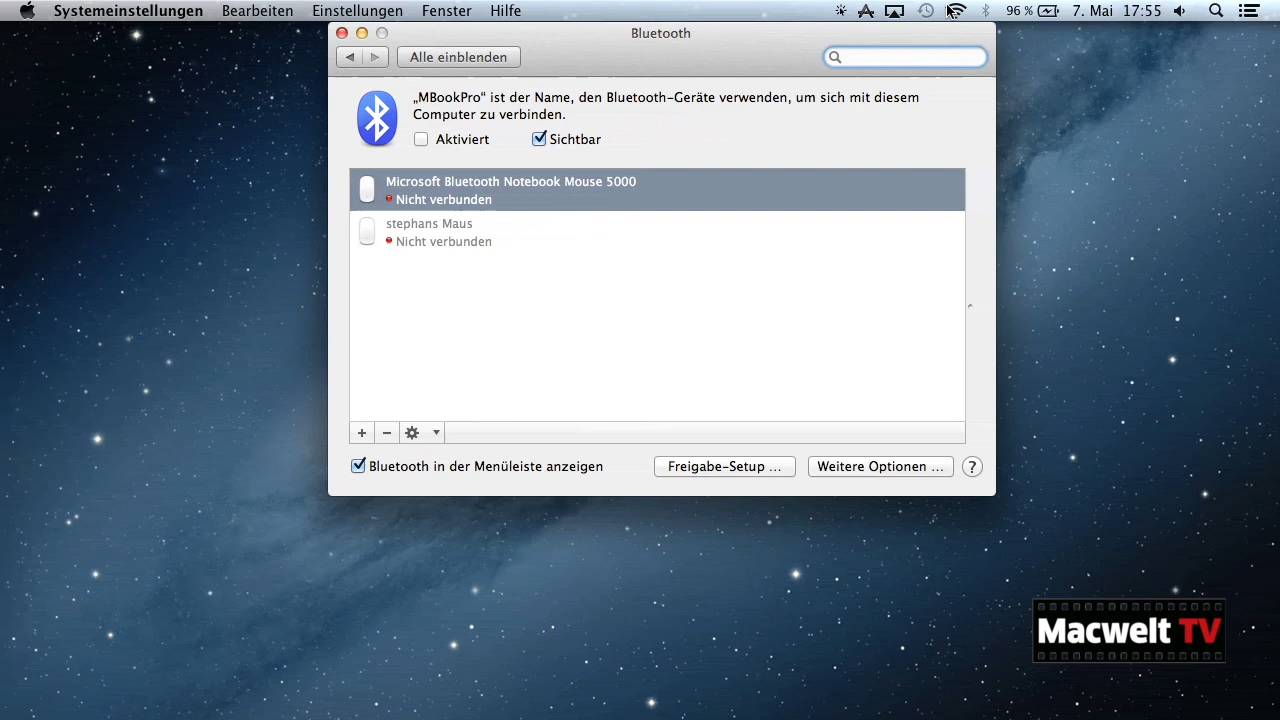 Systemeinstellungen Bearbeiten Einstellungen Fenster Hilfe 96 % 7. Mai 17:55
Bluetooth
Alle einblenden
„MBookPro“ ist der Name, den Bluetooth-Geräte verwenden, um sich mit diesem
Computer zu verbinden.
Aktiviert Sichtbar
Microsoft Bluetooth Notebook Mouse 5000
Nicht verbunden
stephans Maus
Nicht verbunden
Bluetooth in der Menüleiste anzeigen Freigabe-Setup ... Weitere Optionen ... ?
Macwelt TV